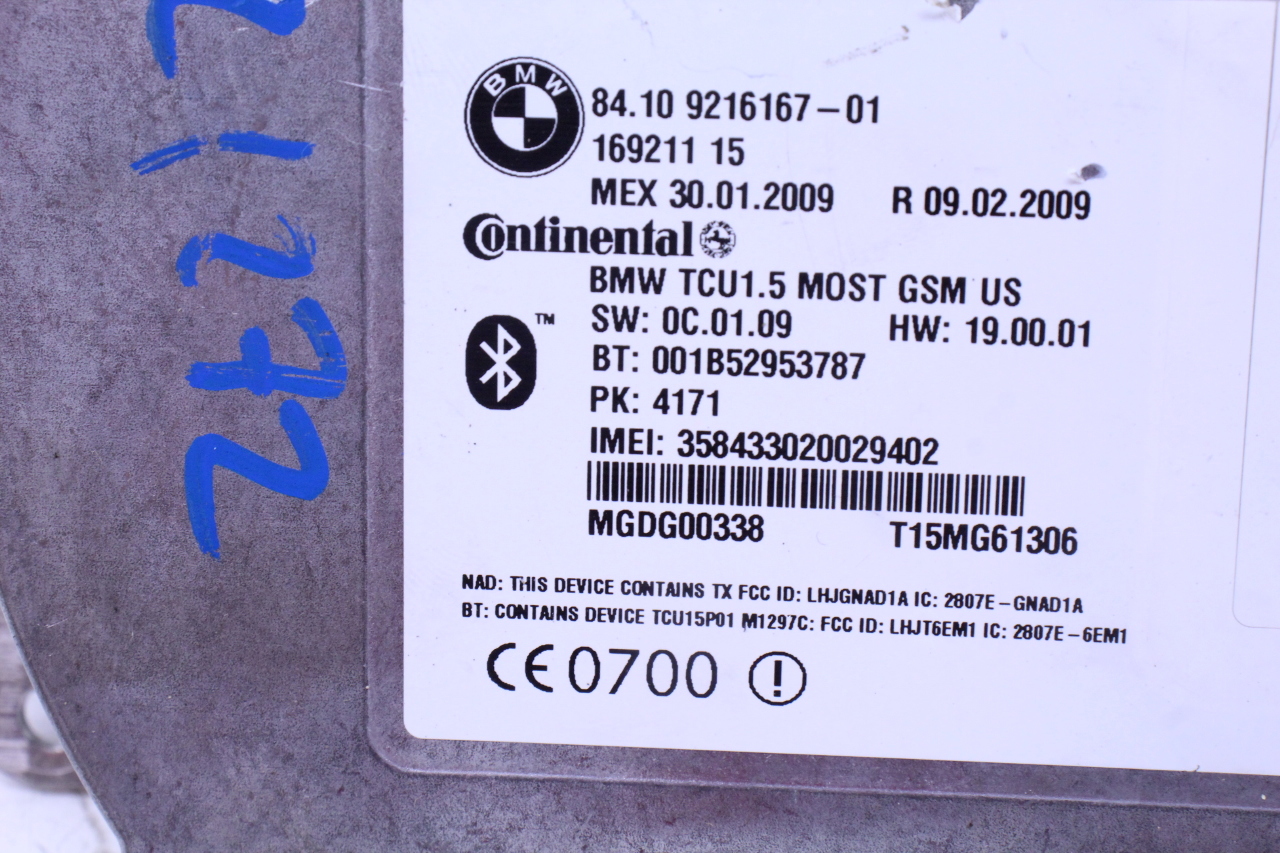 BMW
84.10 9216167-01
169211 15
MEX 30.01.2009 R 09.02.2009
Continental
BMW TCU1.5 MOST GSM US
SW: 0C.01.09 HW: 19.00.01
TM
BT: 001B52953787
PK: 4171
IMEI: 358433020029402
MGDG00338 T15MG61306
NAD: THIS DEVICE CONTAINS TX FCC ID: LHJGNAD1A IC: 2807E-GNAD1A
BT: CONTAINS DEVICE TCU15P01 M1297C: FCC ID: LHJT6EM1 IC: 2807E-6EM1
CE 0700 !